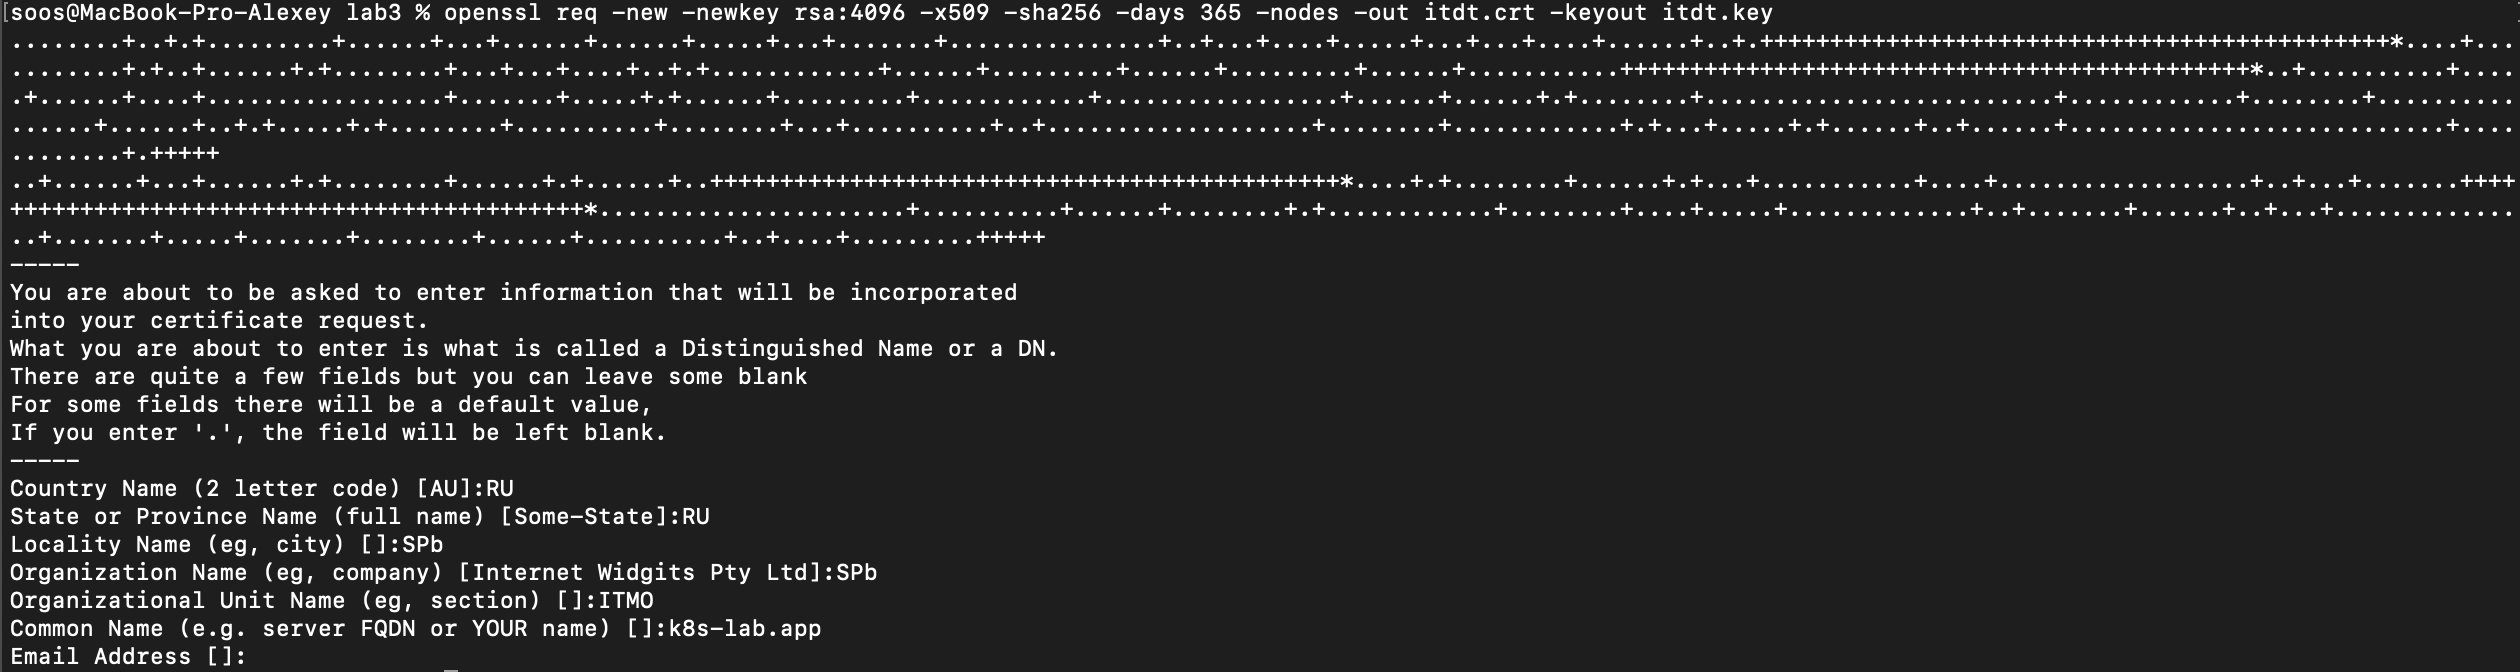 soos@MacBook-Pro-Alexey lab3 % openssl req -new -newkey rsa:4096 -x509 -sha256 -days 365 -nodes -out itdt.crt -keyout itdt.key
-----
You are about to be asked to enter information that will be incorporated
into your certificate request.
What you are about to enter is what is called a Distinguished Name or a DN.
There are quite a few fields but you can leave some blank
For some fields there will be a default value,
If you enter '.', the field will be left blank.
-----
Country Name (2 letter code) [AU]:RU
State or Province Name (full name) [Some-State]:RU
Locality Name (eg, city) []:SPb
Organization Name (eg, company) [Internet Widgits Pty Ltd]:SPb
Organizational Unit Name (eg, section) []:ITMO
Common Name (e.g. server FQDN or YOUR name) []:k8s-lab.app
Email Address []: